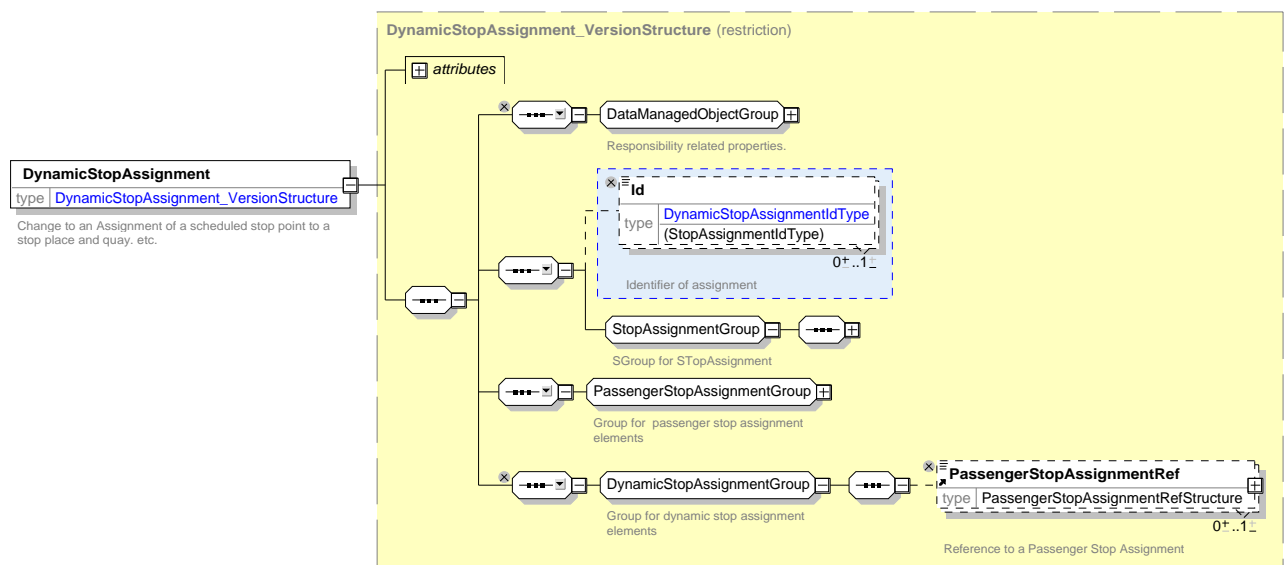 DynamicStopAssignment_VersionStructure (restriction)
attributes
DataManagedObjectGroup
Responsibility related properties.
DynamicStopAssignment
type DynamicStopAssignment_VersionStructure
Change to an Assignment of a scheduled stop point to a
stop place and quay. etc.
Id
type DynamicStopAssignmentIdType
(StopAssignmentIdType)
0±..1±
Identifier of assignment
StopAssignmentGroup
SGroup for STopAssignment
PassengerStopAssignmentGroup
Group for  passenger stop assignment
elements
DynamicStopAssignmentGroup
Group for dynamic stop assignment
elements
PassengerStopAssignmentRef
type PassengerStopAssignmentRefStructure
0±..1±
Reference to a Passenger Stop Assignment